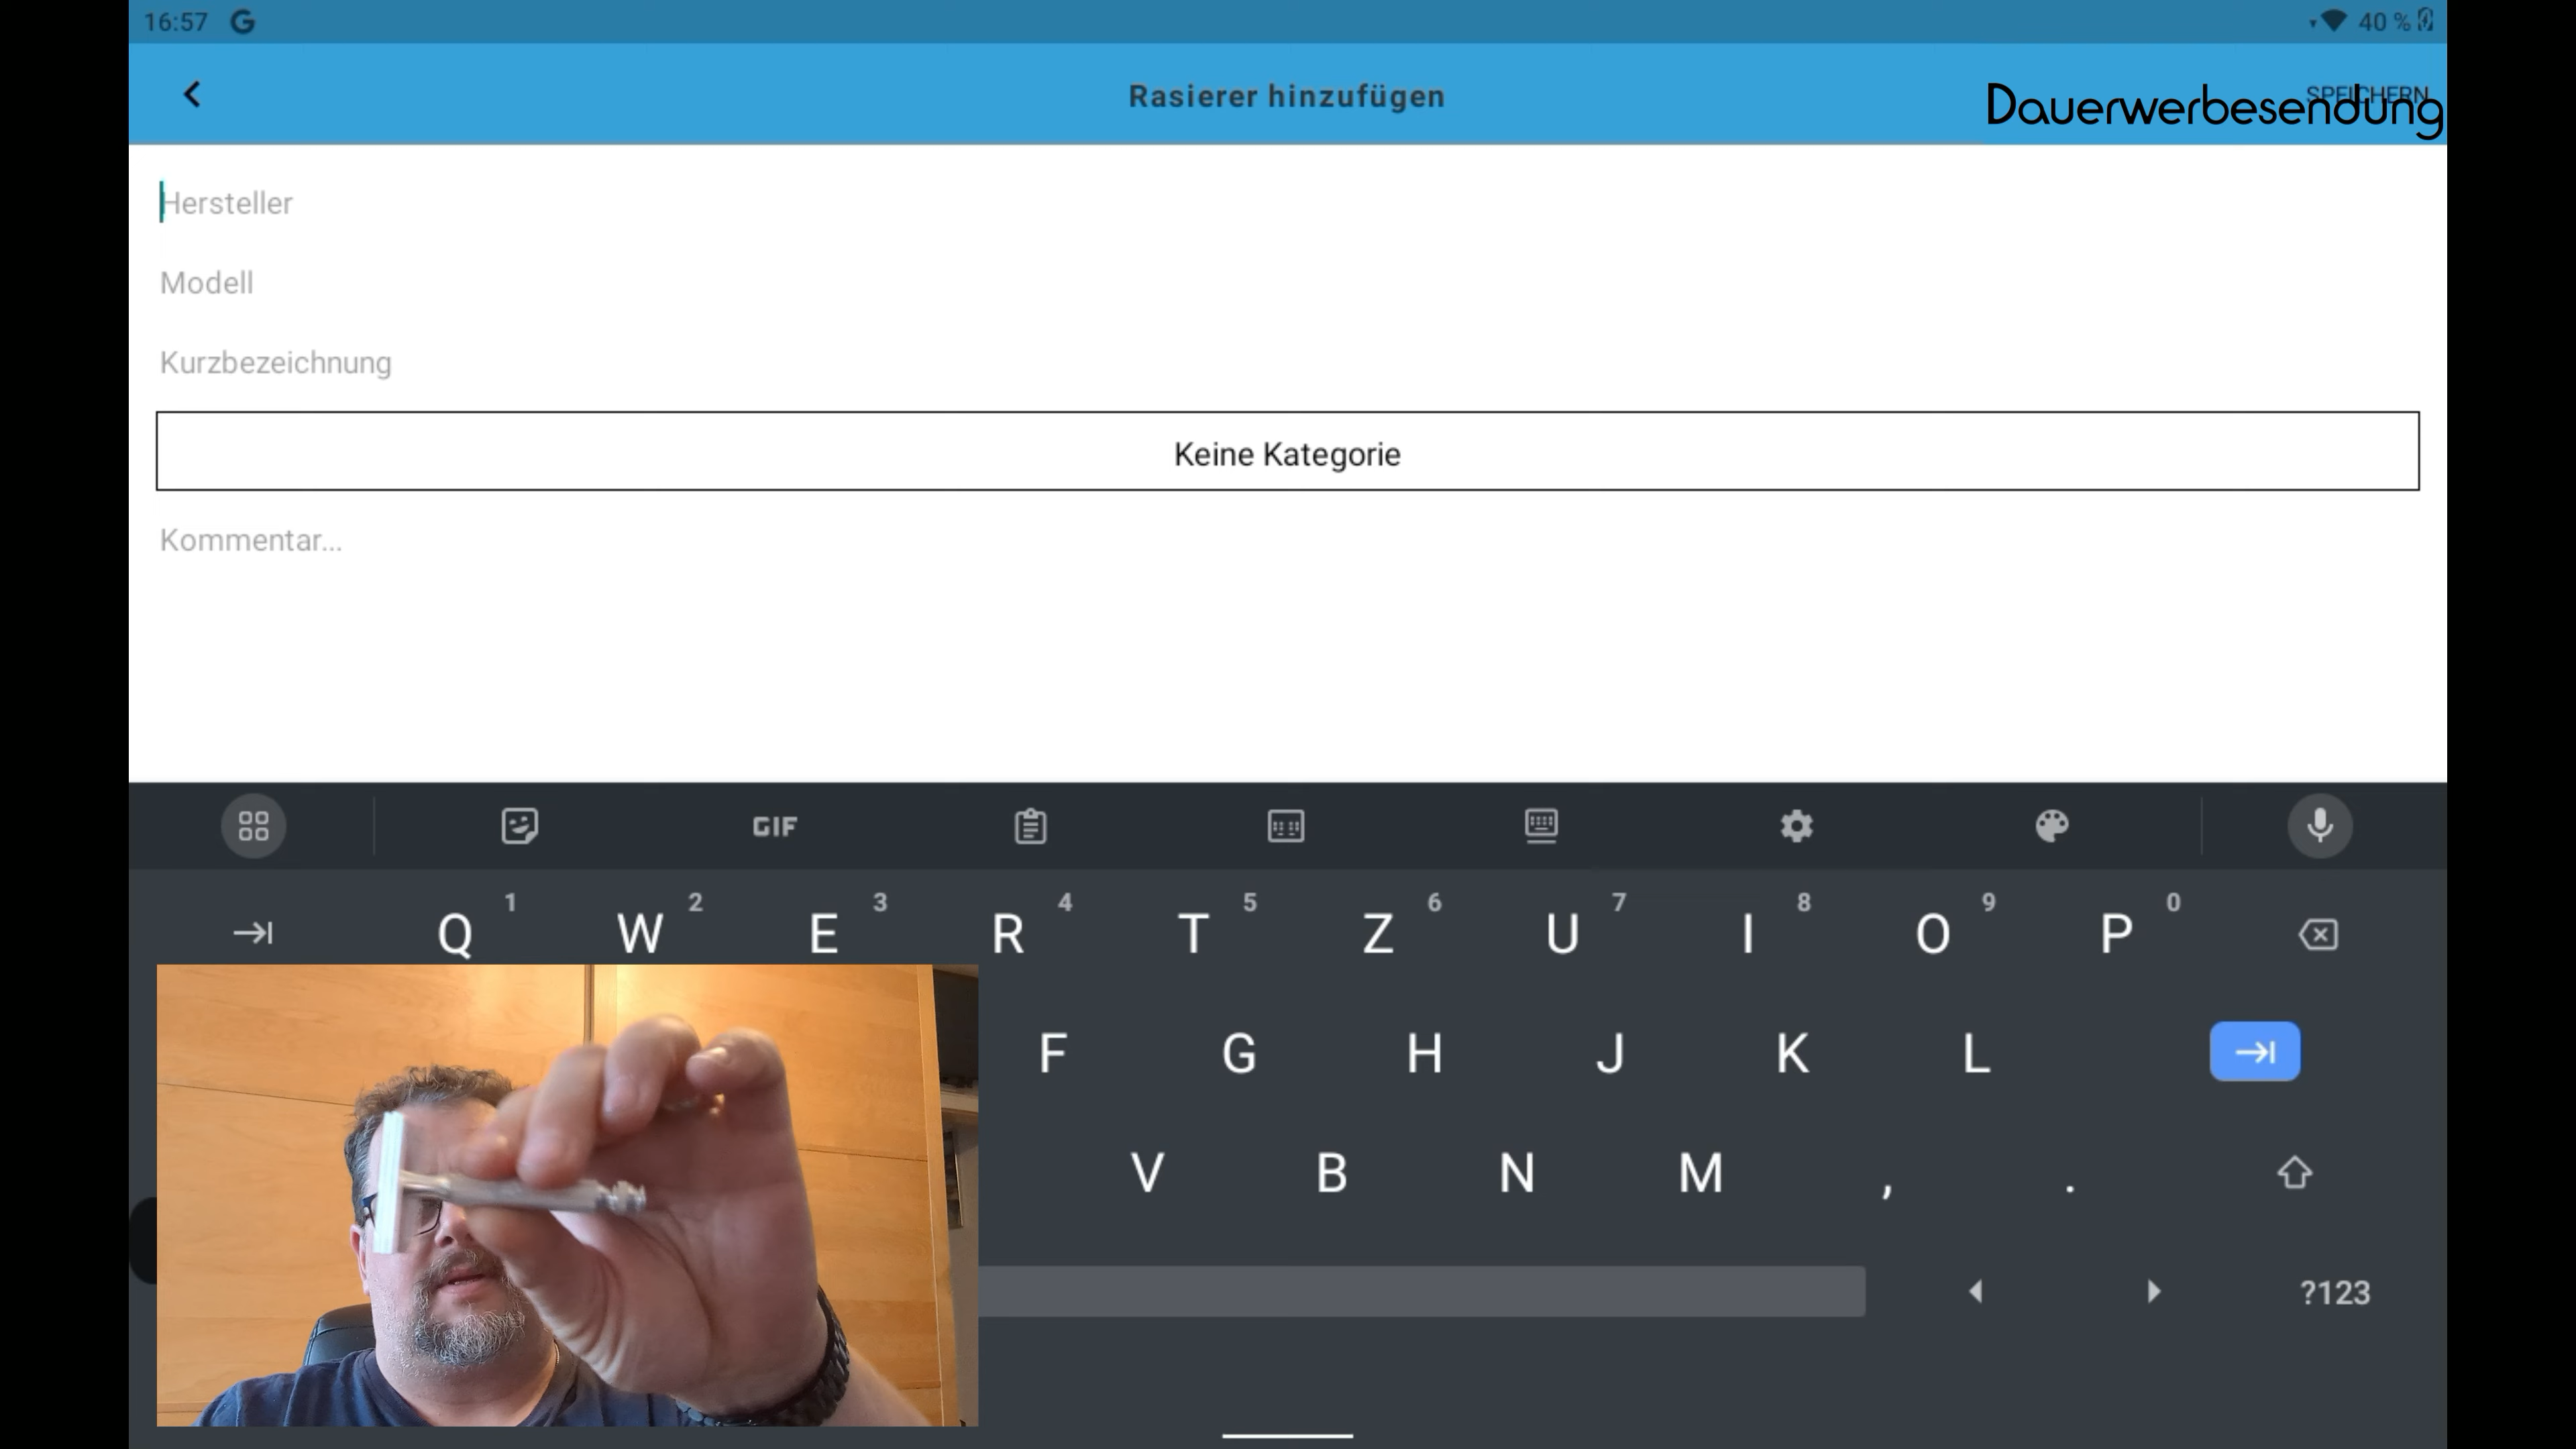 16:57 G 40 %
Rasierer hinzufügen
SPEICHERN
Dauerwerbesendung
Hersteller
Modell
Kurzbezeichnung
Keine Kategorie
Kommentar...
GIF
1 2 3 4 5 6 7 8 9 0
Q W E R T Z U I O P
F G H J K L
V B N M , .
?123